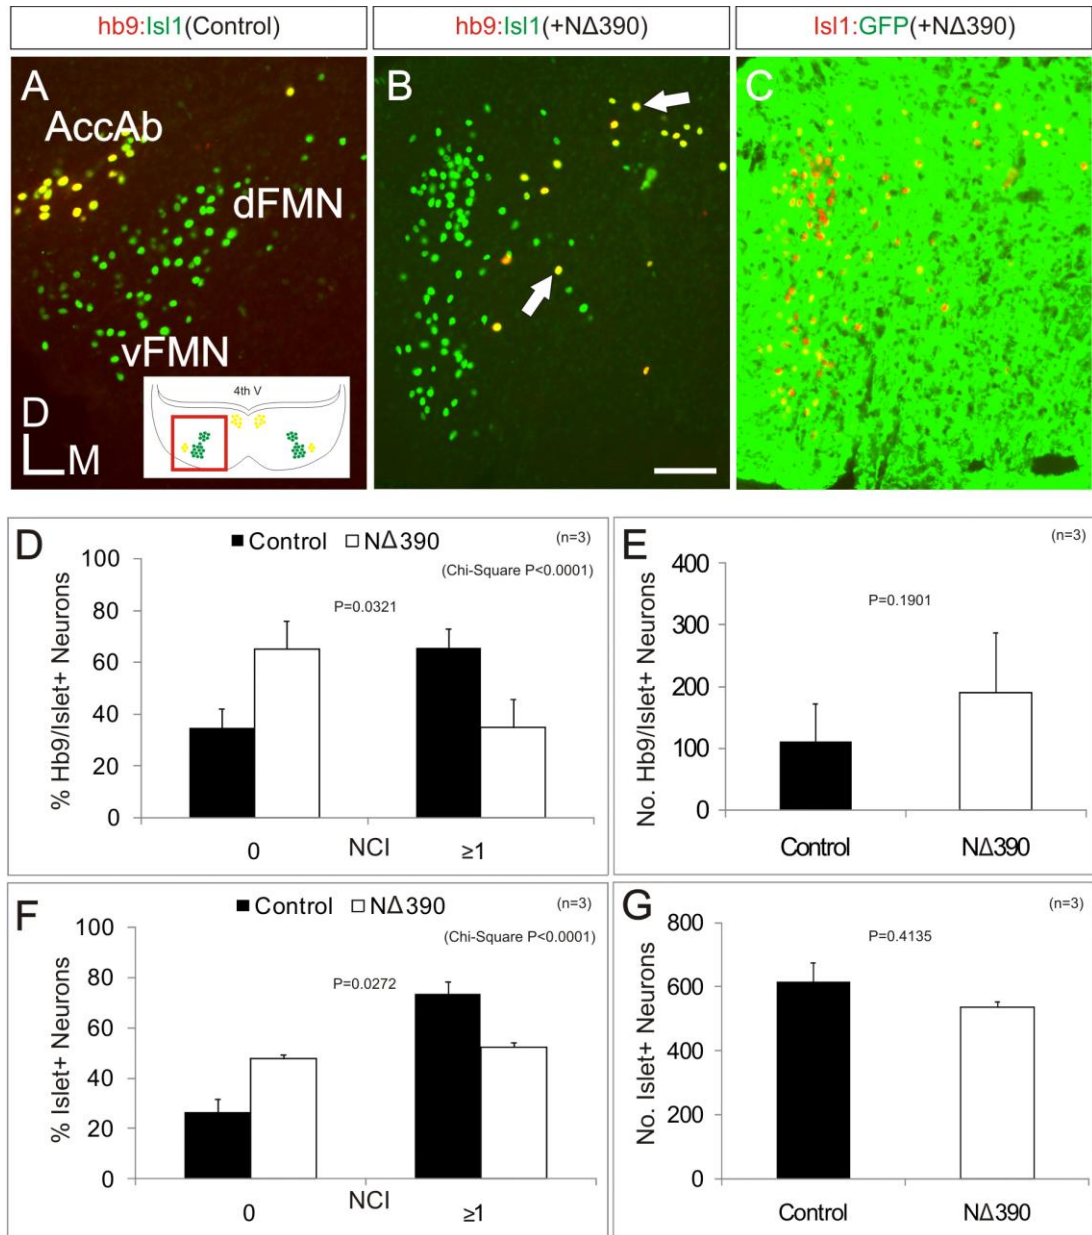 hb9:Isl1(Control)
hb9:Isl1(+NΔ390)
Isl1:GFP(+NΔ390)
A
AccAb
dFMN
vFMN
D
M
4th V
B
C
D
Control NΔ390
(n=3)
(Chi-Square P<0.0001)
P=0.0321
% Hb9/Islet+ Neurons
100
80
60
40
20
0
0 NCI ≥1
E
(n=3)
P=0.1901
No. Hb9/Islet+ Neurons
400
300
200
100
0
Control NΔ390
F
Control NΔ390
(n=3)
(Chi-Square P<0.0001)
P=0.0272
% Islet+ Neurons
100
80
60
40
20
0
0 NCI ≥1
G
(n=3)
P=0.4135
No. Islet+ Neurons
800
600
400
200
0
Control NΔ390